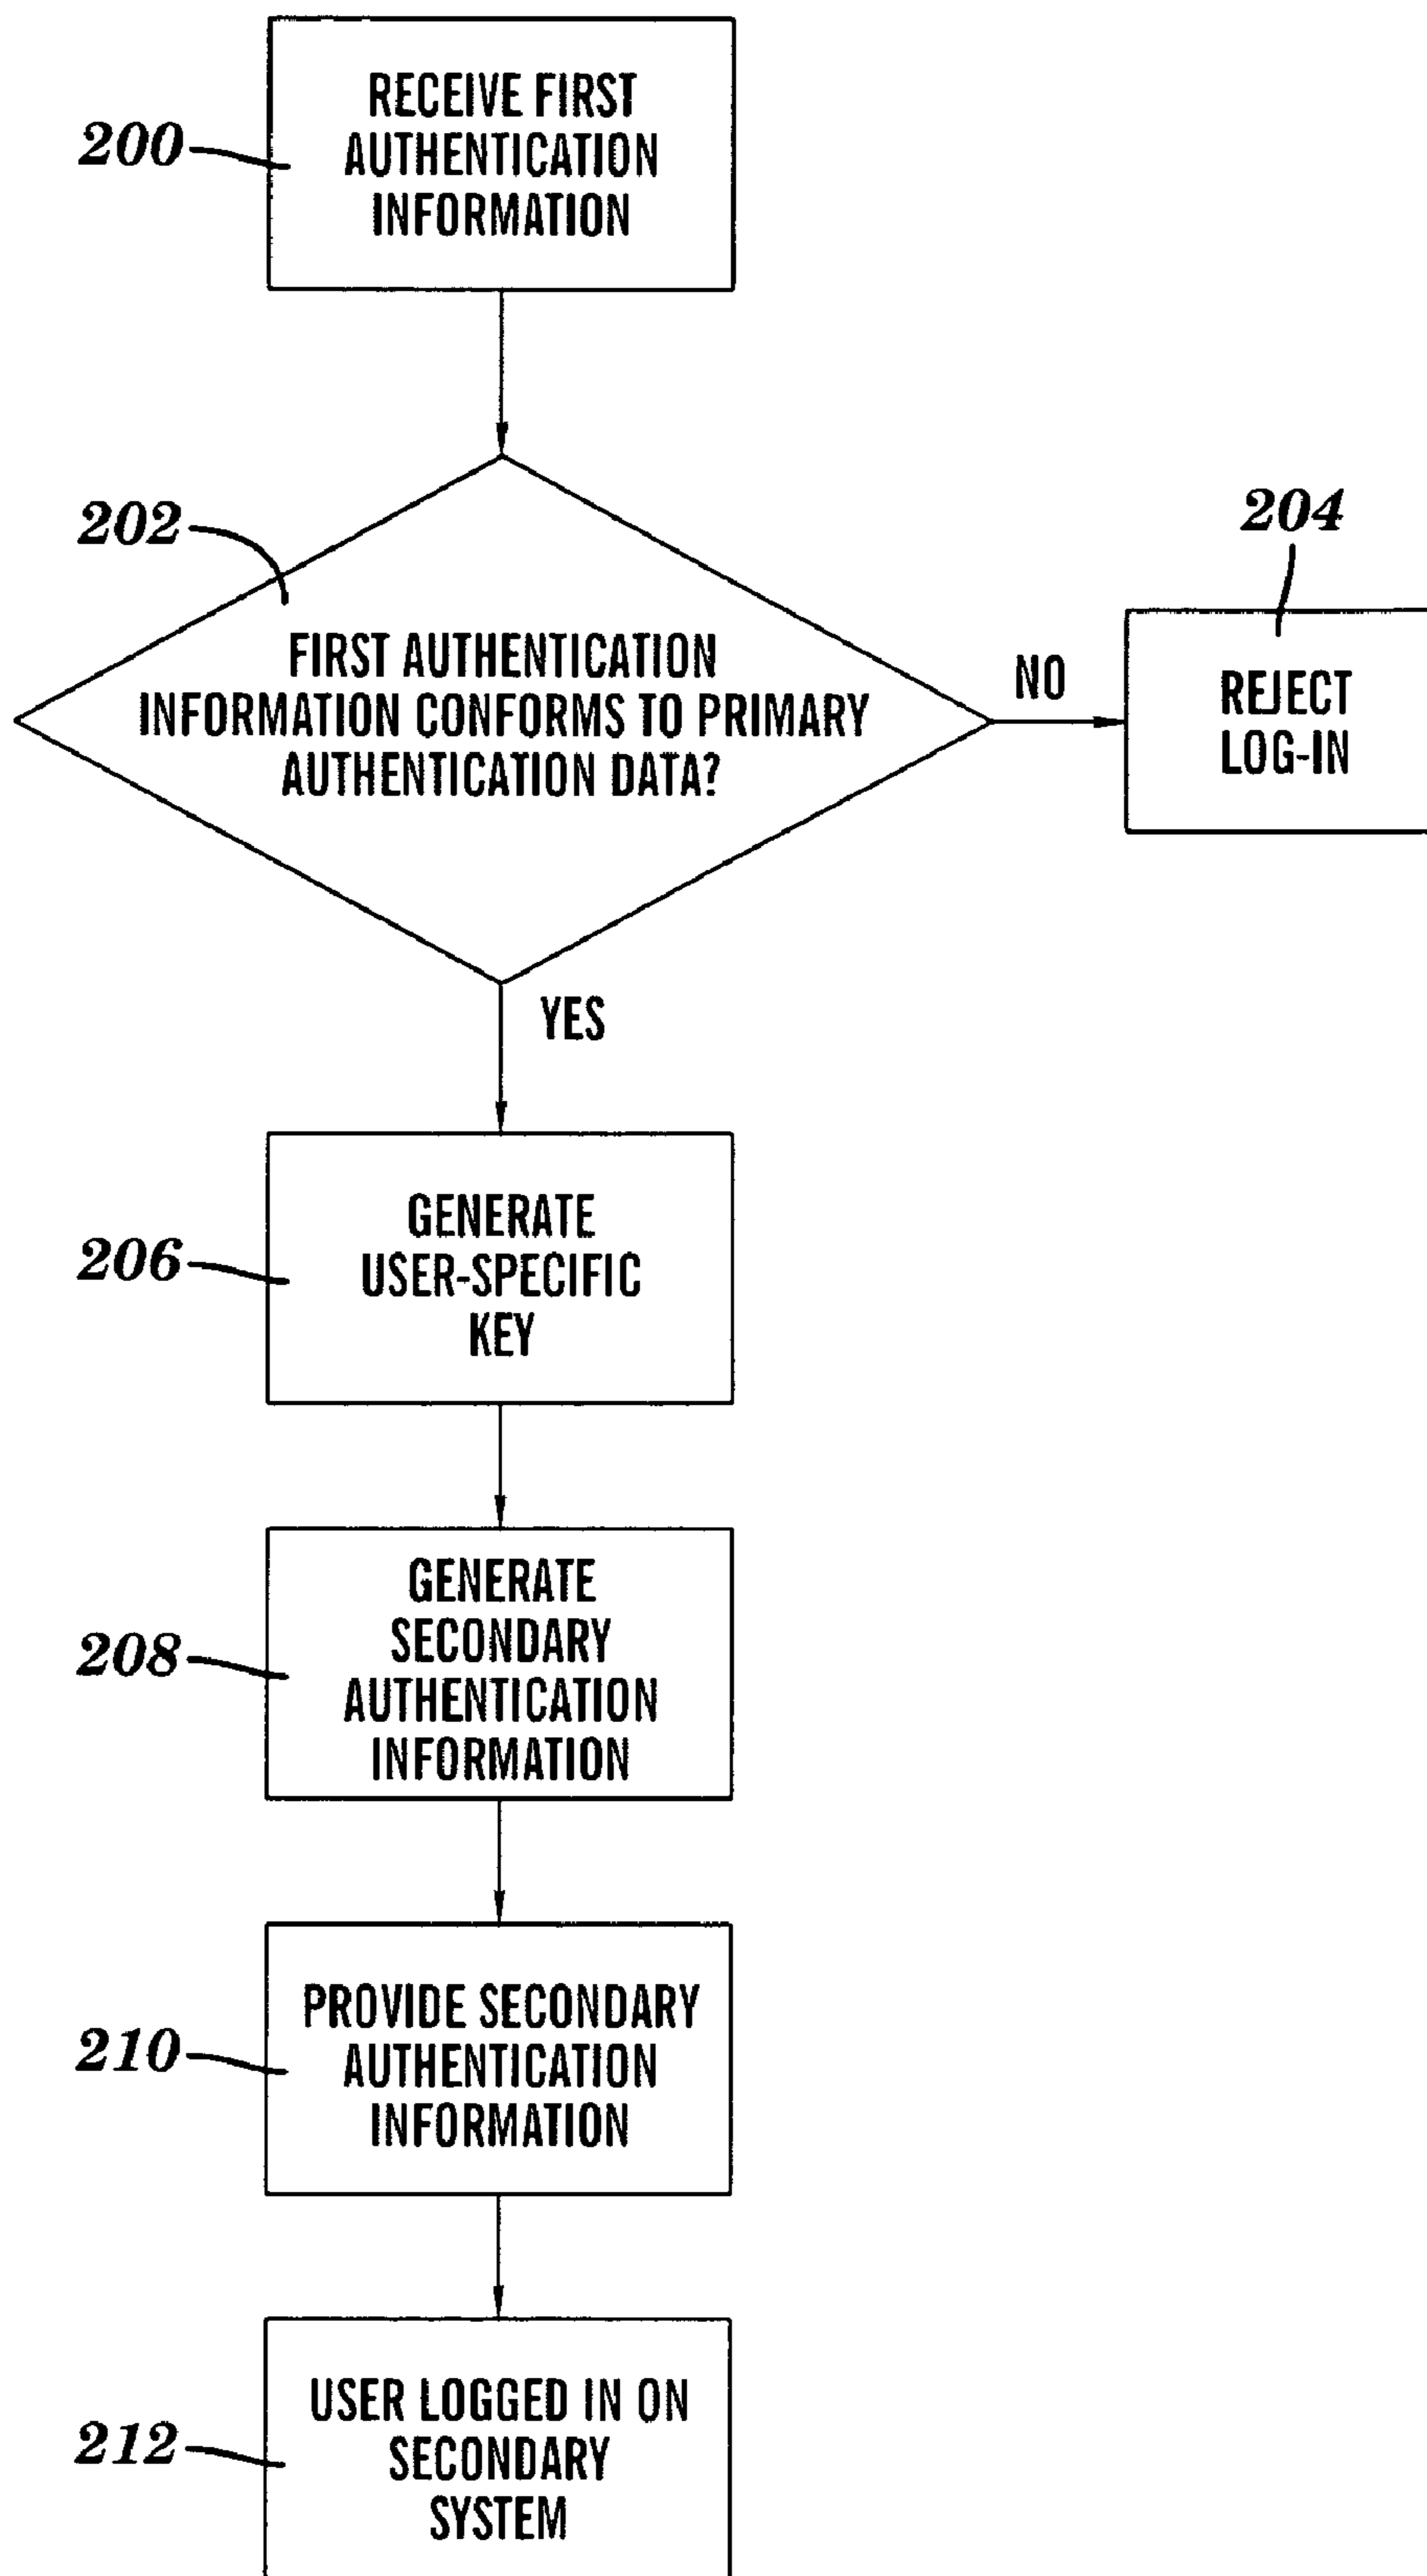 200
RECEIVE FIRST
AUTHENTICATION
INFORMATION
202
FIRST AUTHENTICATION
INFORMATION CONFORMS TO PRIMARY
AUTHENTICATION DATA?
NO
204
REJECT
LOG-IN
YES
206
GENERATE
USER-SPECIFIC
KEY
208
GENERATE
SECONDARY
AUTHENTICATION
INFORMATION
210
PROVIDE SECONDARY
AUTHENTICATION
INFORMATION
212
USER LOGGED IN ON
SECONDARY
SYSTEM